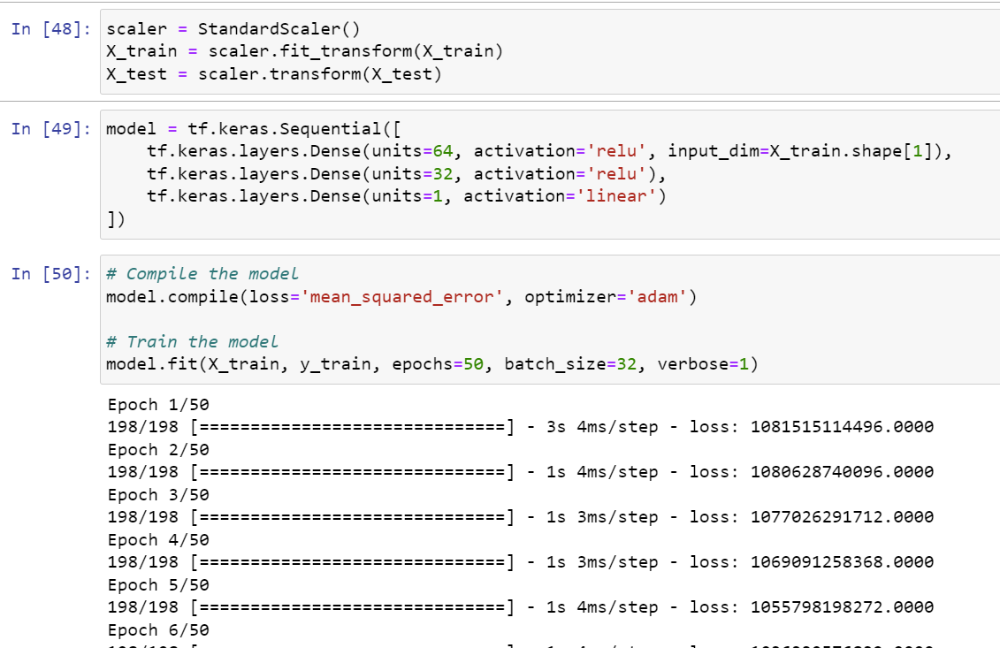 In [48]: scaler = StandardScaler()
X_train = scaler.fit_transform(X_train)
X_test = scaler.transform(X_test)
In [49]: model = tf.keras.Sequential([
    tf.keras.layers.Dense(units=64, activation='relu', input_dim=X_train.shape[1]),
    tf.keras.layers.Dense(units=32, activation='relu'),
    tf.keras.layers.Dense(units=1, activation='linear')
])
In [50]: # Compile the model
model.compile(loss='mean_squared_error', optimizer='adam')
# Train the model
model.fit(X_train, y_train, epochs=50, batch_size=32, verbose=1)
Epoch 1/50
198/198 [==============================] - 3s 4ms/step - loss: 1081515114496.0000
Epoch 2/50
198/198 [==============================] - 1s 4ms/step - loss: 1080628740096.0000
Epoch 3/50
198/198 [==============================] - 1s 3ms/step - loss: 1077026291712.0000
Epoch 4/50
198/198 [==============================] - 1s 3ms/step - loss: 1069091258368.0000
Epoch 5/50
198/198 [==============================] - 1s 4ms/step - loss: 1055798198272.0000
Epoch 6/50